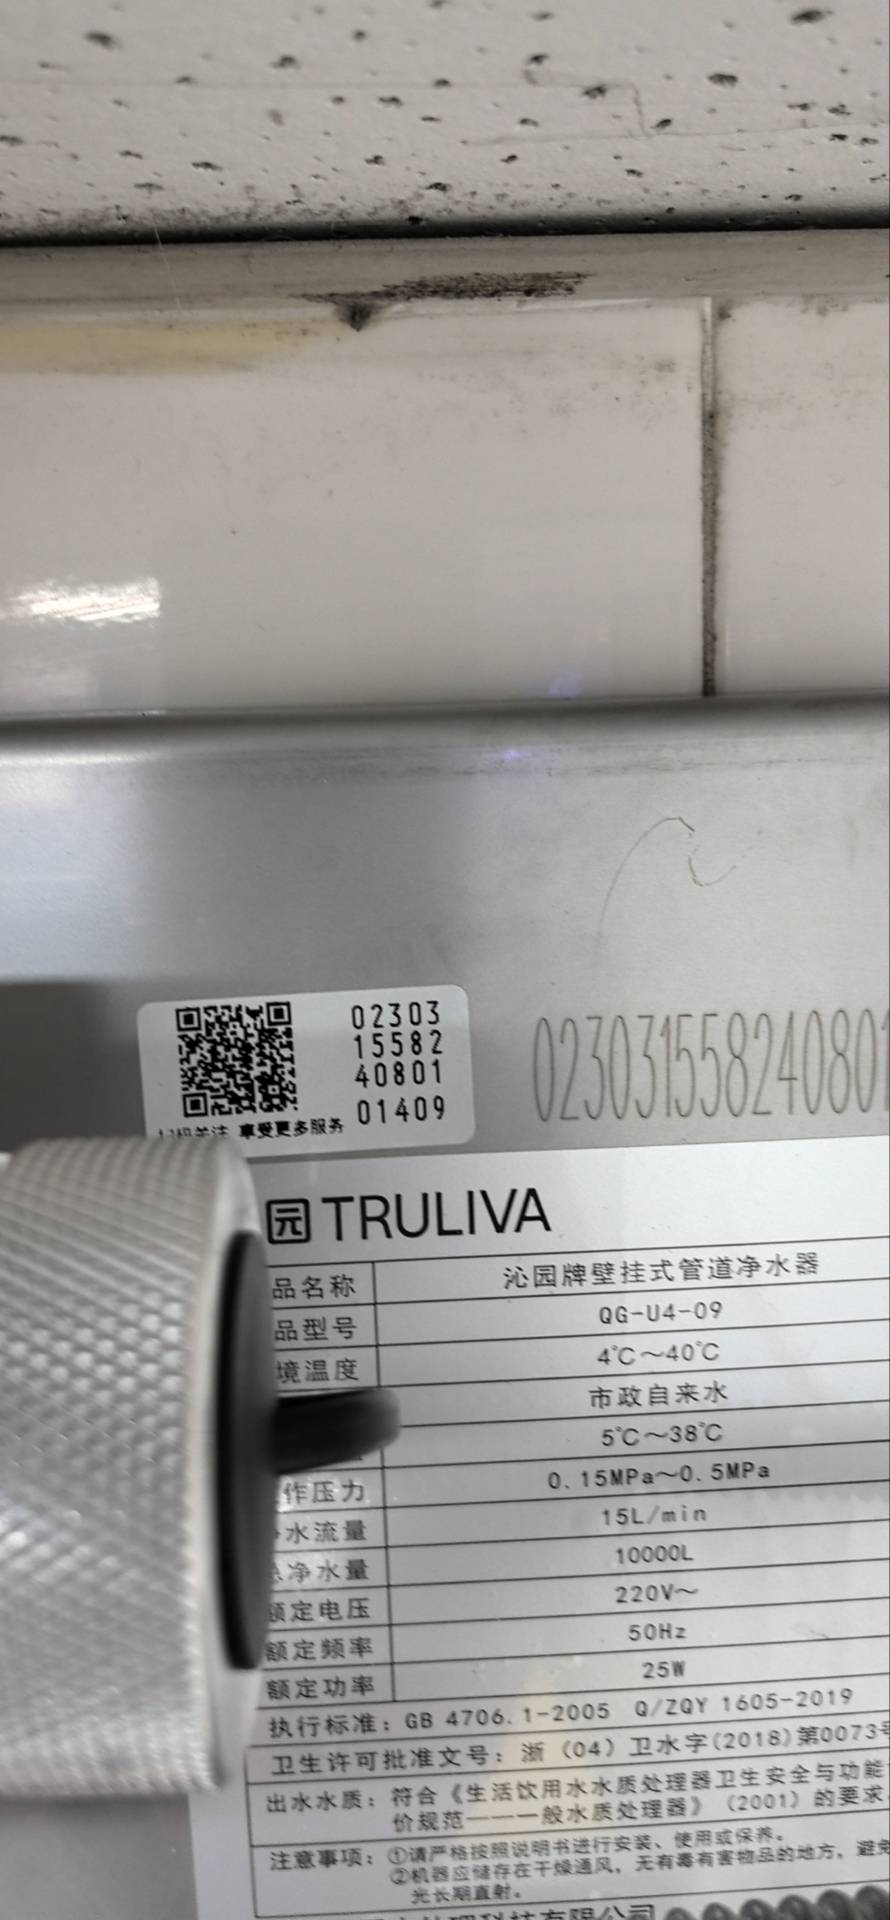 02303
15582
40801
01409
享受更多服务
023031558240801
园 TRULIVA
品名称 沁园牌壁挂式管道净水器
品型号 QG-U4-09
境温度 4℃~40℃
市政自来水
5℃~38℃
作压力 0.15MPa~0.5MPa
水流量 15L/min
净水量 10000L
额定电压 220V~
额定频率 50Hz
额定功率 25W
执行标准：GB 4706.1-2005 Q/ZQY 1605-2019
卫生许可批准文号：浙（04）卫水字(2018)第0073号
出水水质：符合《生活饮用水水质处理器卫生安全与功能
价规范——一般水质处理器》（2001）的要求
注意事项：①请严格按照说明书进行安装、使用或保养。
②机器应储存在干燥通风，无有毒有害物品的地方，避免
光长期直射。
科技有限公司